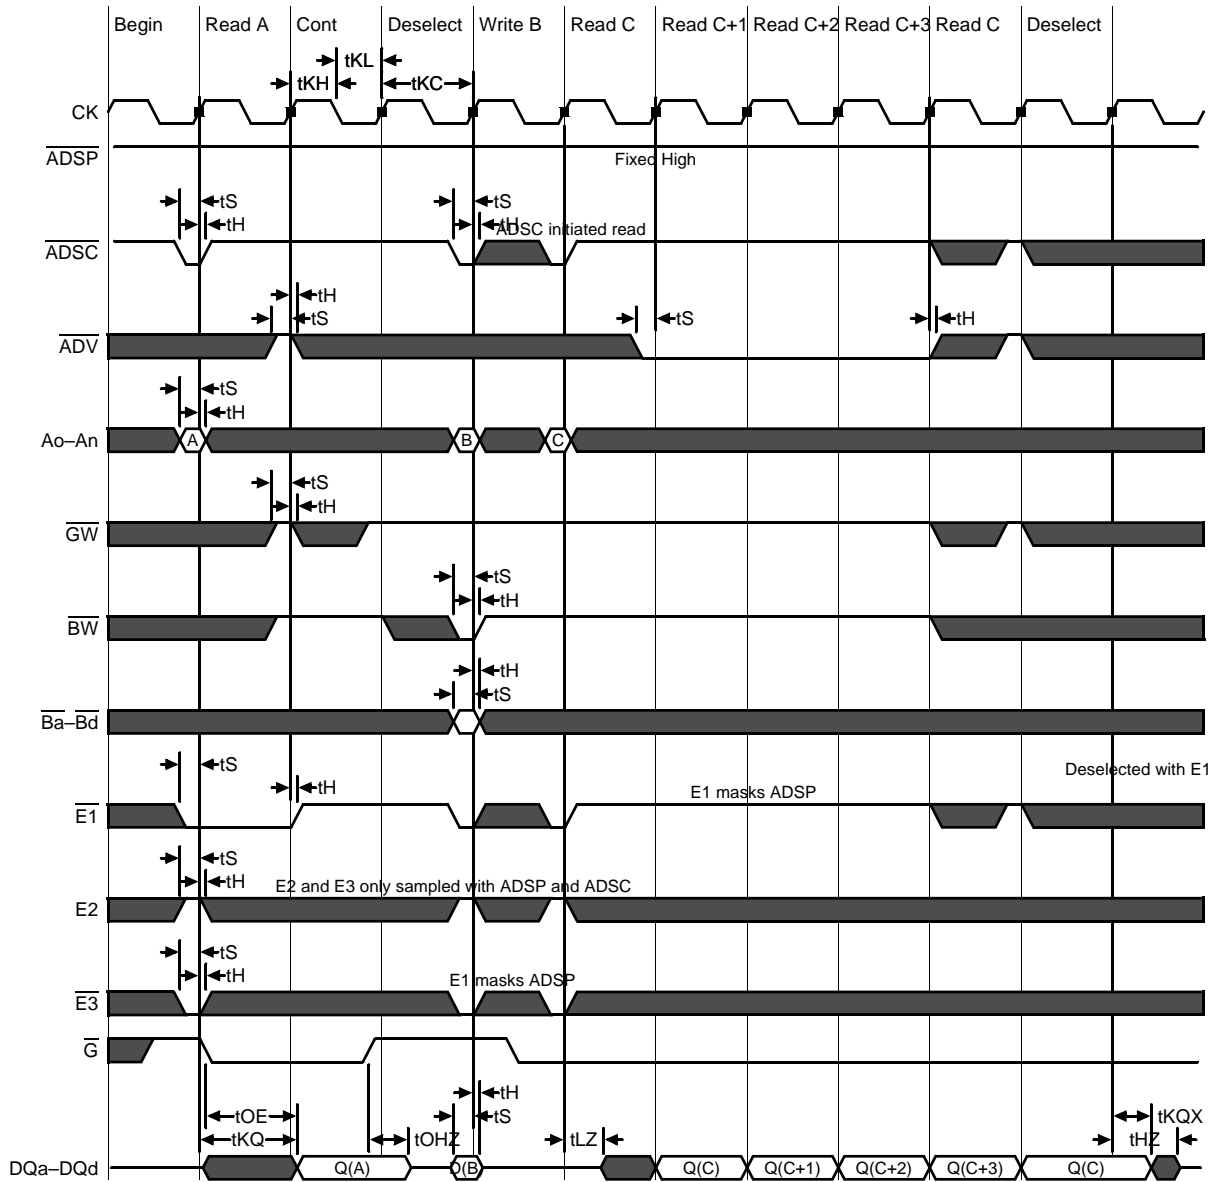 Begin Read A Cont Deselect Write B Read C Read C+1 Read C+2 Read C+3 Read C Deselect
tKL
tKH tKC
CK
ADSP Fixed High
tS tS
tH tH
ADSC initiated read
ADSC
tH
tS tS tH
ADV
tS
tH
Ao–An A B C
tS
tH
GW
tS
tH
BW
tH
tS
Ba–Bd
tS Deselected with E1
tH E1 masks ADSP
E1
tS
tH E2 and E3 only sampled with ADSP and ADSC
E2
tS
tH E1 masks ADSP
E3
G
tH
tOE tS tKQX
tKQ tOHZ tLZ tHZ
DQa–DQd Q(A) D(B) Q(C) Q(C+1) Q(C+2) Q(C+3) Q(C)